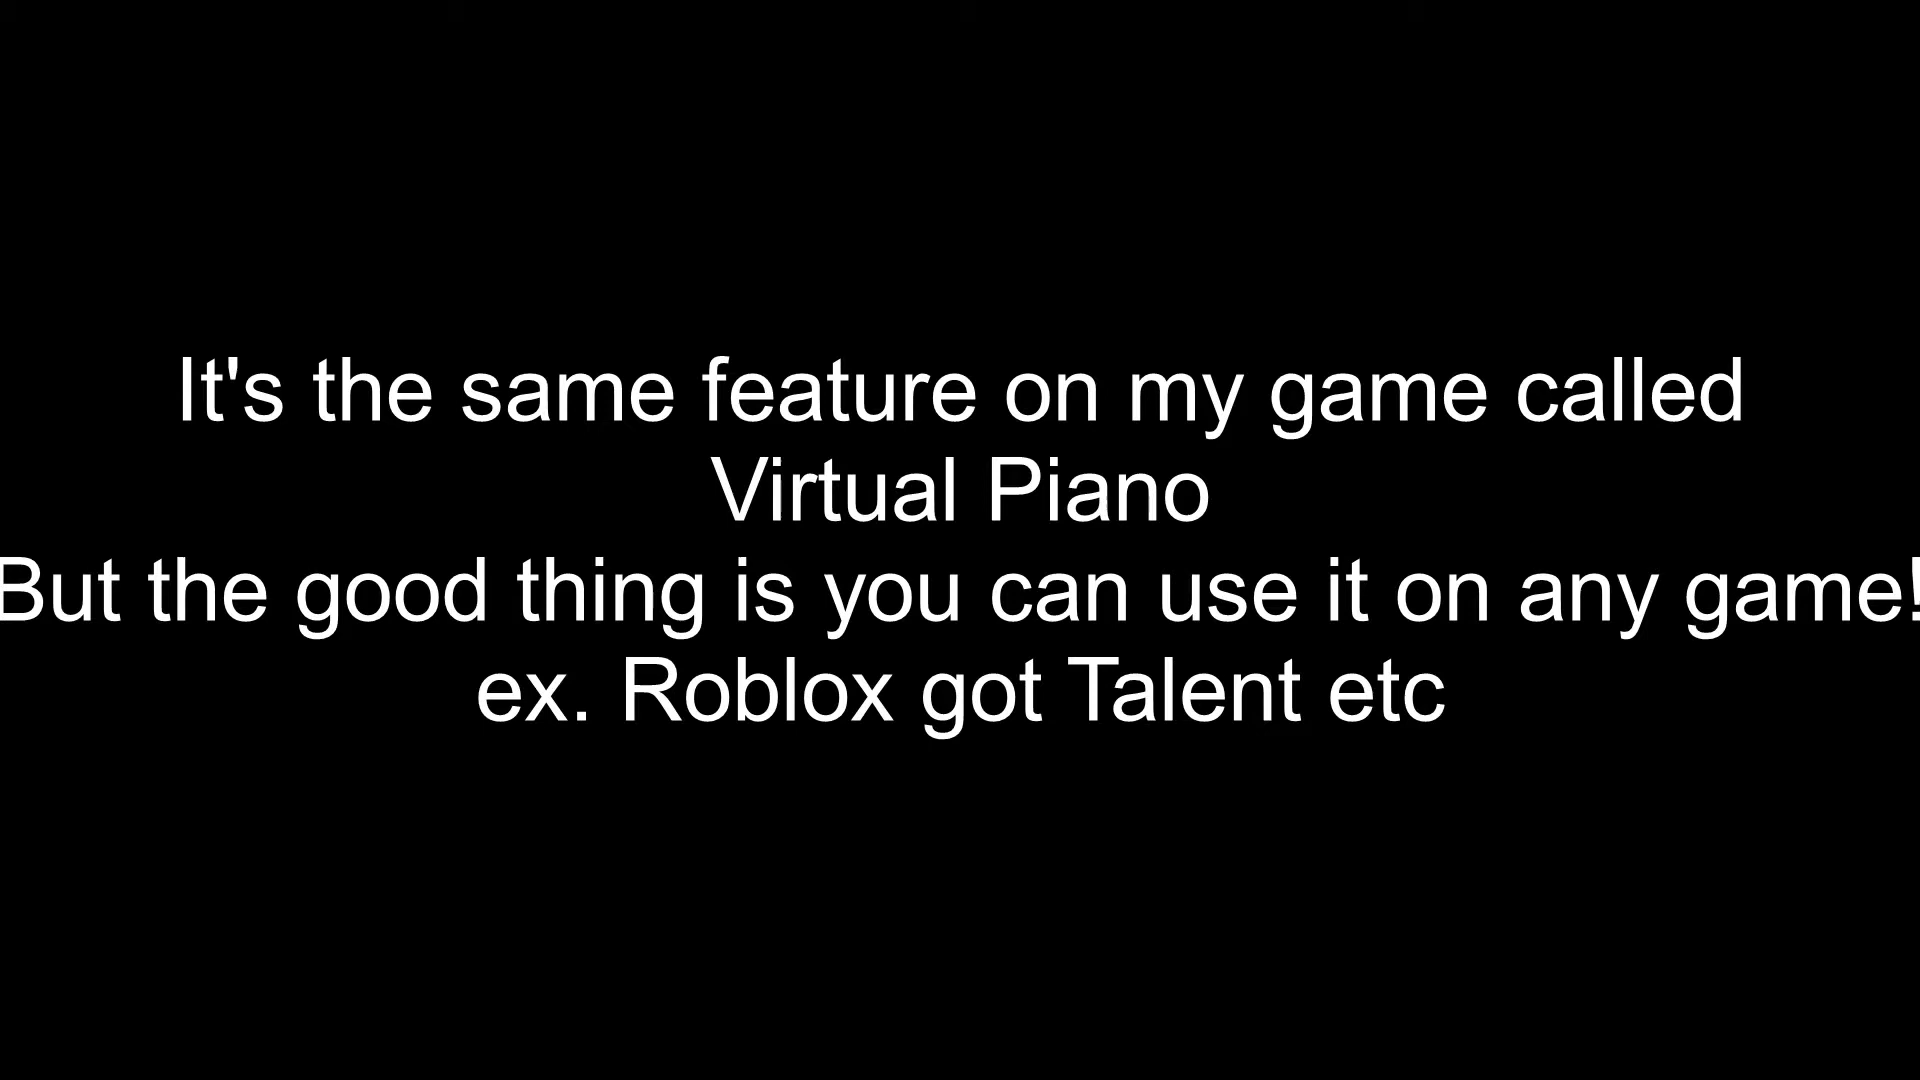 It's the same feature on my game called
Virtual Piano
But the good thing is you can use it on any game!
ex. Roblox got Talent etc